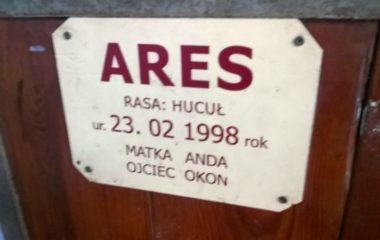 ARES
RASA: HUCUŁ
ur. 23. 02 1998 rok
MATKA ANDA
OJCIEC OKON